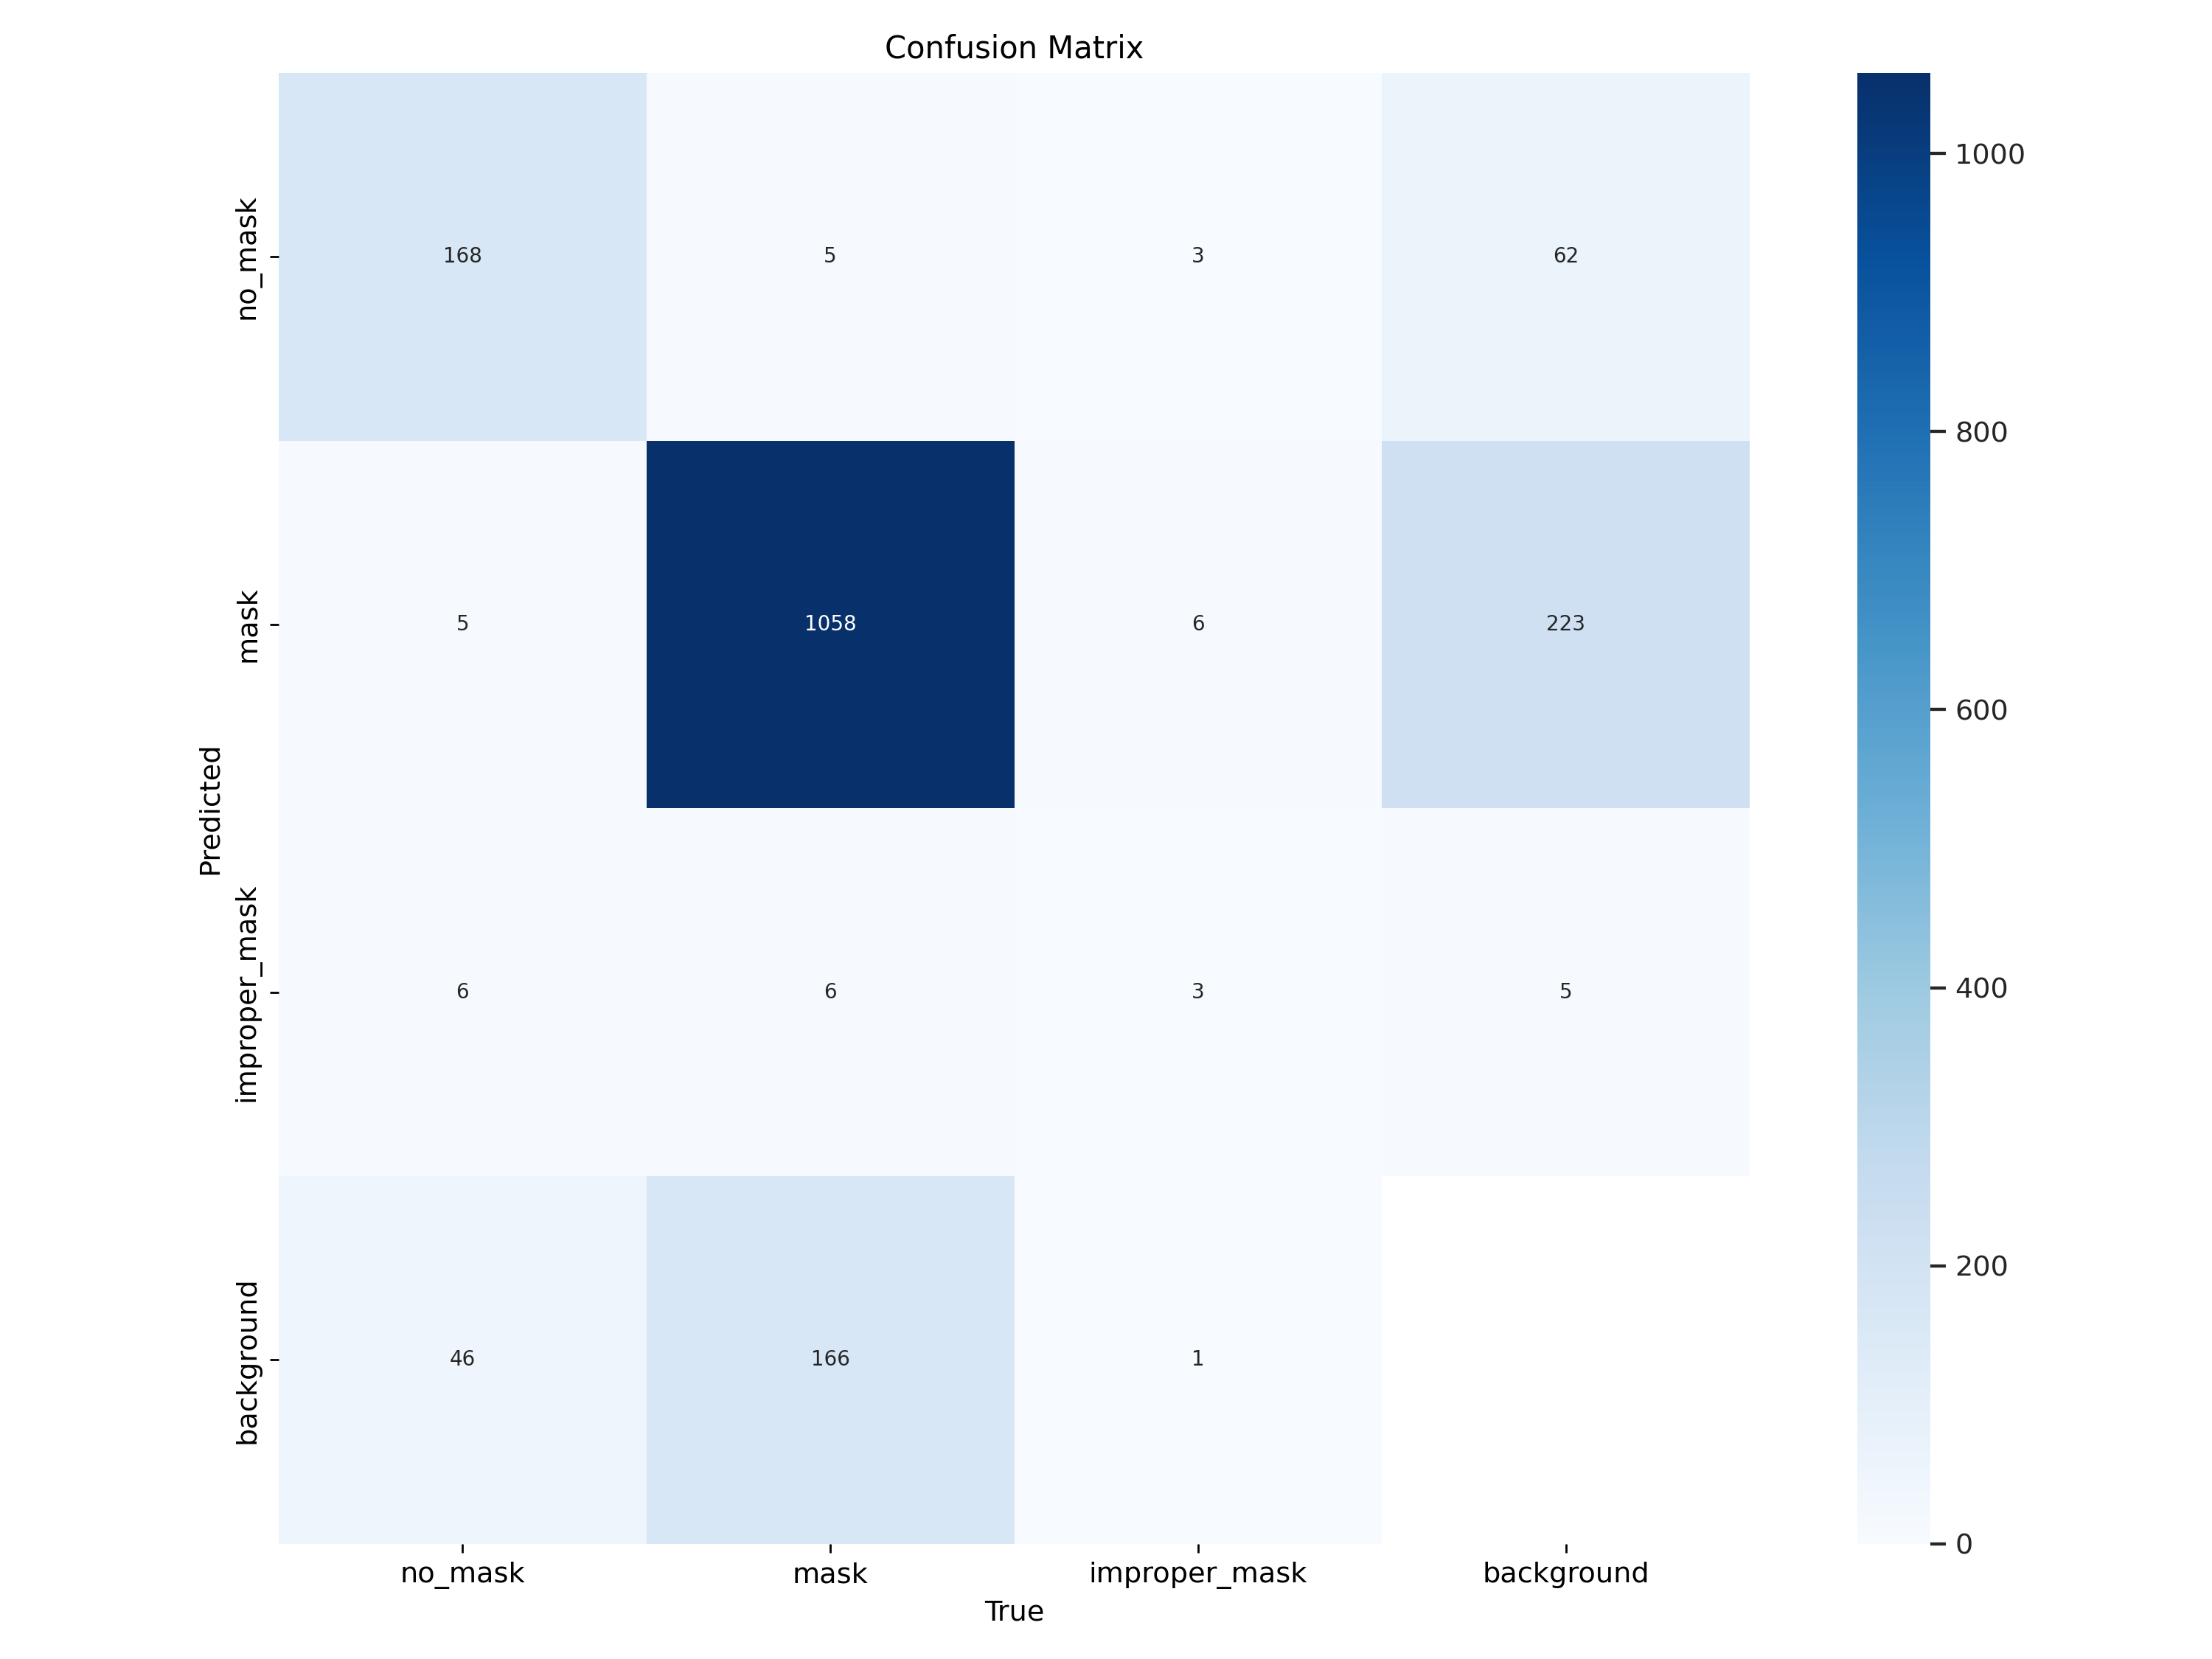 Confusion Matrix
no_mask
168
5
3
62
mask
5
1058
6
223
Predicted
improper_mask
6
6
3
5
background
46
166
1
no_mask
mask
improper_mask
background
True
1000
800
600
400
200
0